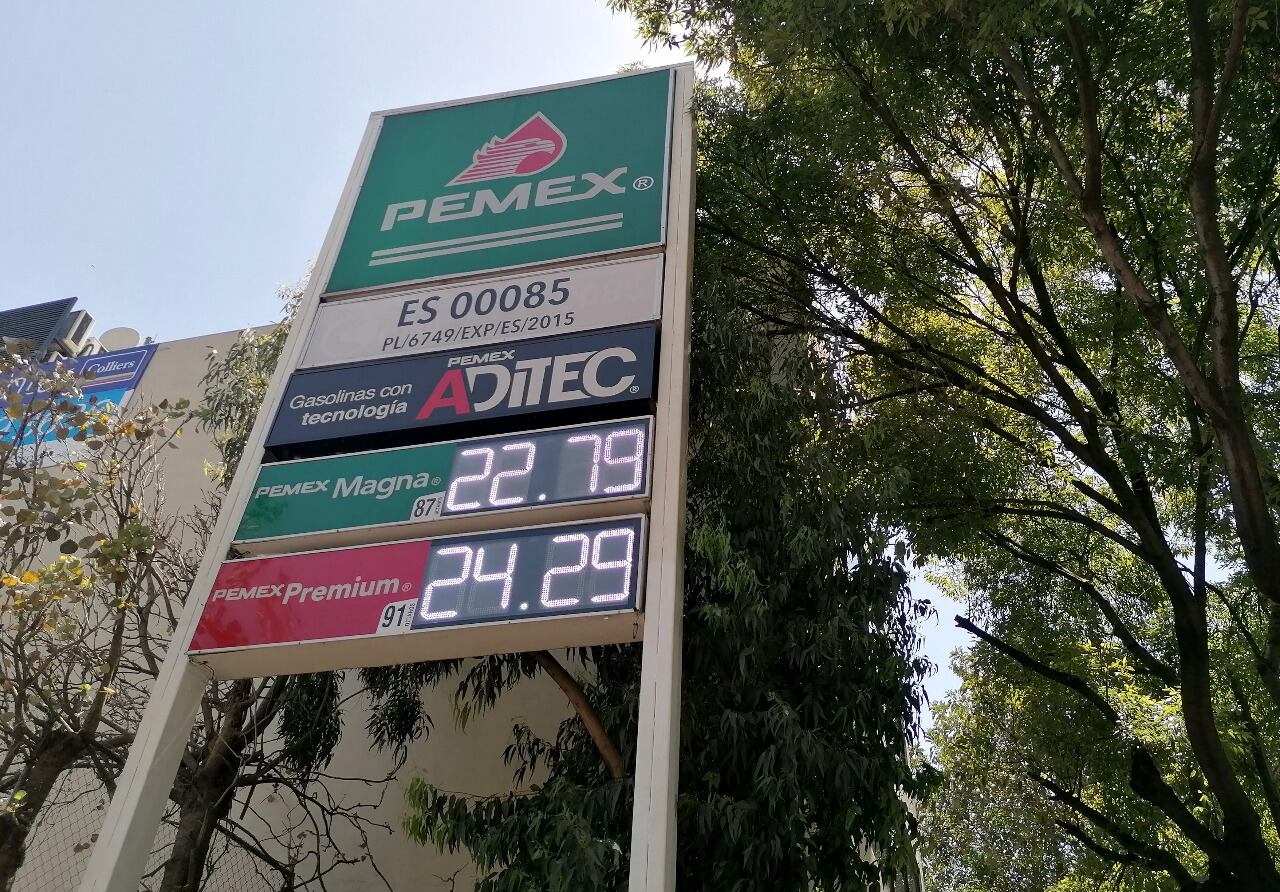 PEMEX®
ES 00085
PL/6749/EXP/ES/2015
Gasolinas con
tecnología
PEMEX
ADITEC®
PEMEX Magna®
87
22.79
PEMEX Premium®
91
24.29
Colliers